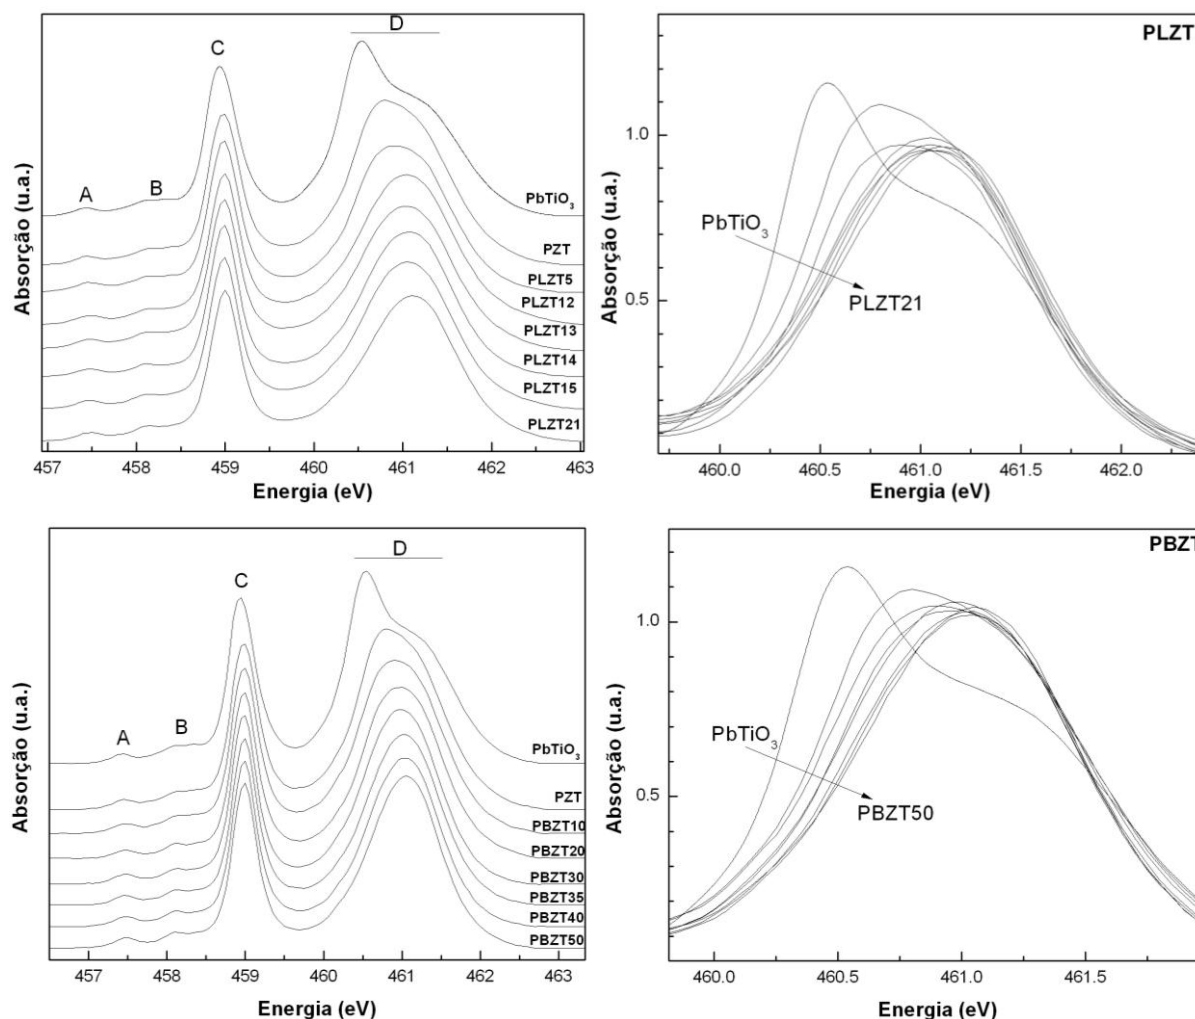 D
C
A
B
PbTiO₃
PZT
PLZT5
PLZT12
PLZT13
PLZT14
PLZT15
PLZT21
Absorção (u.a.)
457 458 459 460 461 462 463
Energia (eV)
PLZT
1.0
PbTiO₃
0.5
PLZT21
Absorção (u.a.)
460.0 460.5 461.0 461.5 462.0
Energia (eV)
D
C
A
B
PbTiO₃
PZT
PBZT10
PBZT20
PBZT30
PBZT35
PBZT40
PBZT50
Absorção (u.a.)
457 458 459 460 461 462 463
Energia (eV)
PBZT
1.0
PbTiO₃
0.5
PBZT50
Absorção (u.a.)
460.0 460.5 461.0 461.5
Energia (eV)